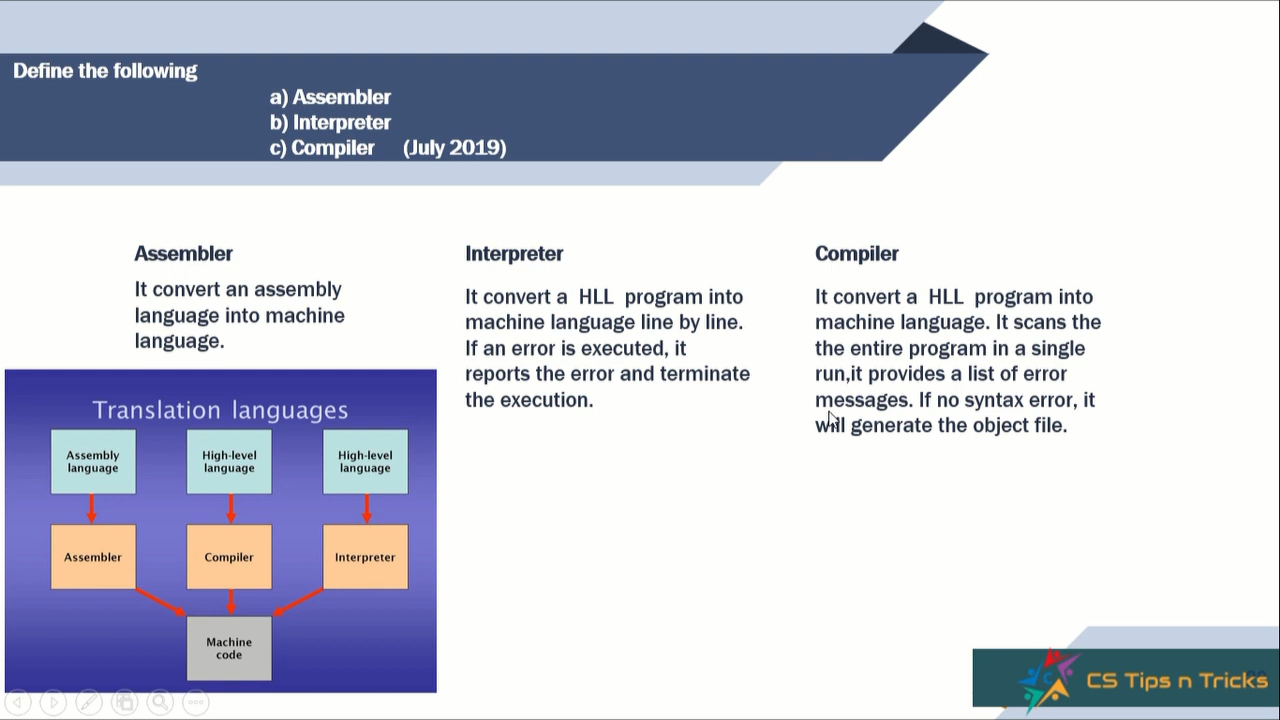 Define the following
a) Assembler
b) Interpreter
c) Compiler (July 2019)
Assembler
It convert an assembly
language into machine
language.
Interpreter
It convert a HLL program into
machine language line by line.
If an error is executed, it
reports the error and terminate
the execution.
Compiler
It convert a HLL program into
machine language. It scans the
the entire program in a single
run,it provides a list of error
messages. If no syntax error, it
will generate the object file.
Translation languages
Assembly
language
High-level
language
High-level
language
Assembler
Compiler
Interpreter
Machine
code
CS Tips n Tricks